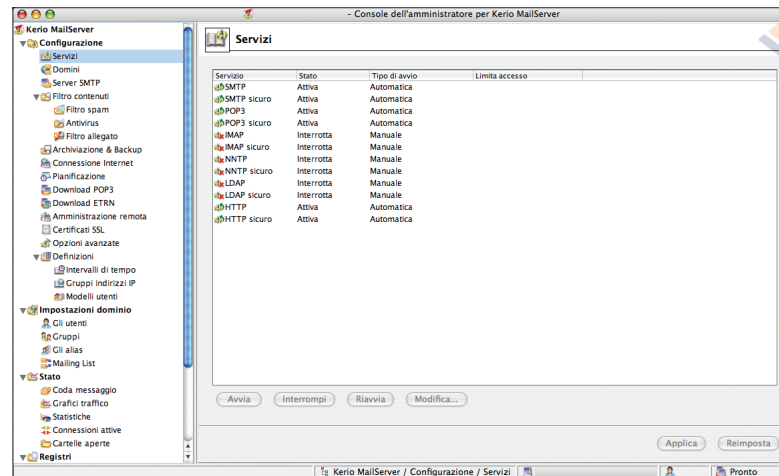 - Console dell'amministratore per Kerio MailServer
Kerio MailServer
Configurazione
Servizi
Domini
Server SMTP
Filtro contenuti
Filtro spam
Antivirus
Filtro allegato
Archiviazione & Backup
Connessione Internet
Pianificazione
Download POP3
Download ETRN
Amministrazione remota
Certificati SSL
Opzioni avanzate
Definizioni
Intervalli di tempo
Gruppi indirizzi IP
Modelli utenti
Impostazioni dominio
Gli utenti
Gruppi
Gli alias
Mailing List
Stato
Coda messaggio
Grafici traffico
Statistiche
Connessioni attive
Cartelle aperte
Registri
Servizi
Servizio Stato Tipo di avvio Limita accesso
SMTP Attiva Automatica
SMTP sicuro Attiva Automatica
POP3 Attiva Automatica
POP3 sicuro Attiva Automatica
IMAP Interrotta Manuale
IMAP sicuro Interrotta Manuale
NNTP Interrotta Manuale
NNTP sicuro Interrotta Manuale
LDAP Interrotta Manuale
LDAP sicuro Interrotta Manuale
HTTP Attiva Automatica
HTTP sicuro Attiva Automatica
Avvia Interrompi Riavvia Modifica...
Applica Reimposta
Kerio MailServer / Configurazione / Servizi Pronto